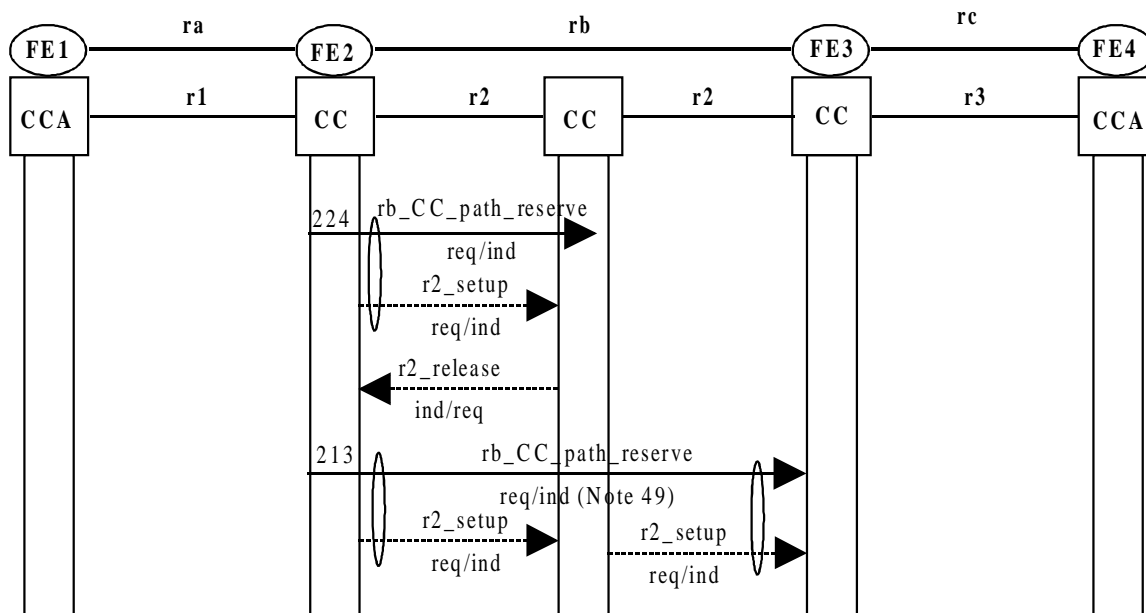 ra rb rc
FE1 FE2 FE3 FE4
r1 r2 r2 r3
CCA CC CC CC CCA
rb_CC_path_reserve
224
req/ind
r2_setup
req/ind
r2_release
ind/req
213 rb_CC_path_reserve
req/ind (Note 49)
r2_setup r2_setup
req/ind req/ind